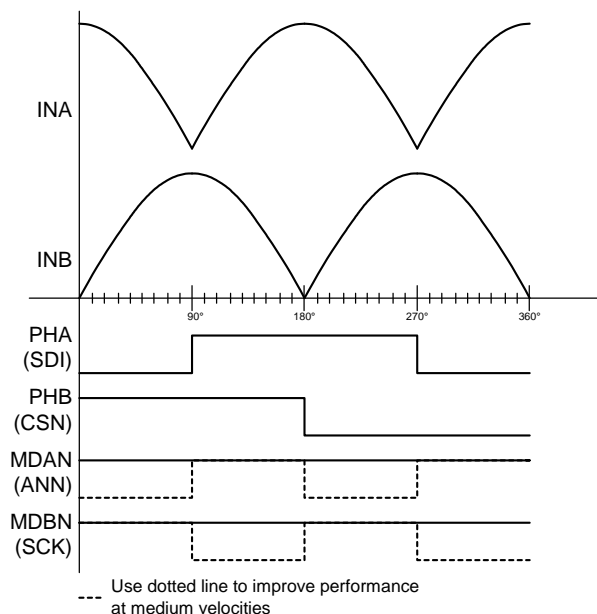 INA
INB
90° 180° 270° 360°
PHA
(SDI)
PHB
(CSN)
MDAN
(ANN)
MDBN
(SCK)
Use dotted line to improve performance
at medium velocities